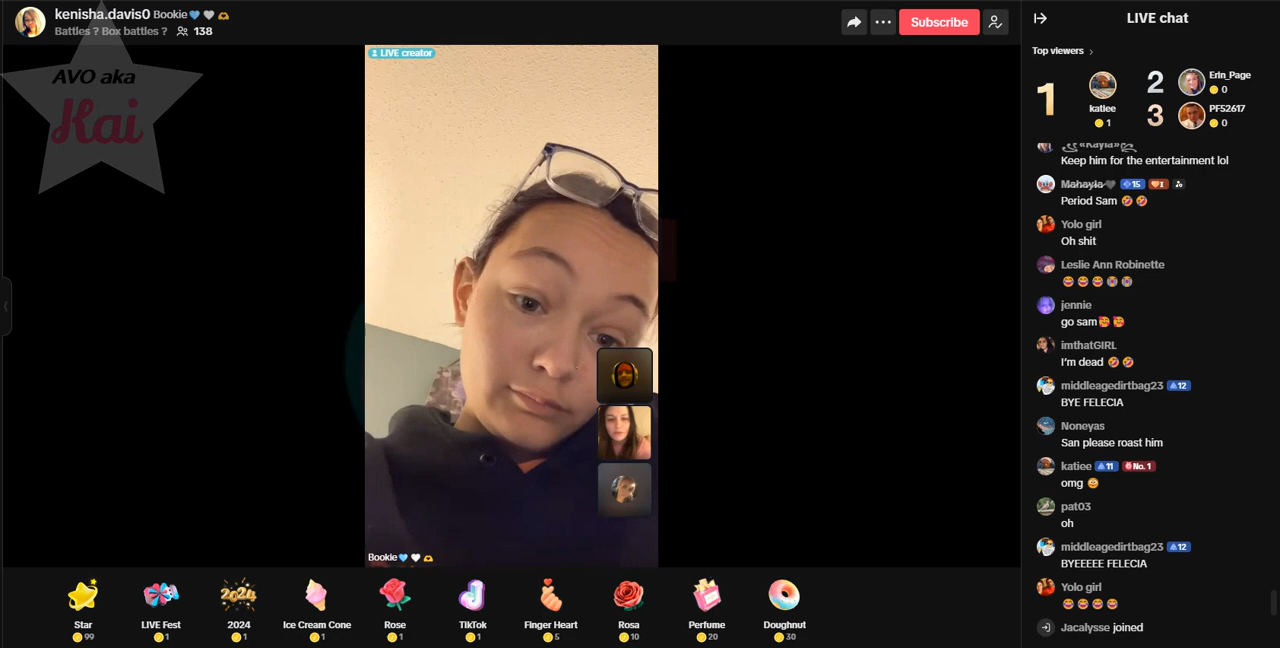 kenisha.davis0 Bookie💙🤍🫶
Battles ? Box battles ? 138
Subscribe
AVO aka
Kai
LIVE creator
Bookie💙🤍🫶
Star
99
LIVE Fest
1
2024
2024
1
Ice Cream Cone
1
Rose
1
TikTok
1
Finger Heart
5
Rosa
10
Perfume
20
Doughnut
30
LIVE chat
Top viewers
1
katiee
1
2
Erin_Page
0
3
PF52617
0
«Kayla»
Keep him for the entertainment lol
Mahayla🖤 15 I
Period Sam 🤣 🤣
Yolo girl
Oh shit
Leslie Ann Robinette
😂 😂 😂 😭 😭
jennie
go sam🥰 🥰
imthatGIRL
I'm dead 🤣 🤣
middleagedirtbag23 12
BYE FELECIA
Noneyas
San please roast him
katiee 11 No. 1
omg 😳
pat03
oh
middleagedirtbag23 12
BYEEEEE FELECIA
Yolo girl
😂 😂 😂 😂
Jacalysse joined